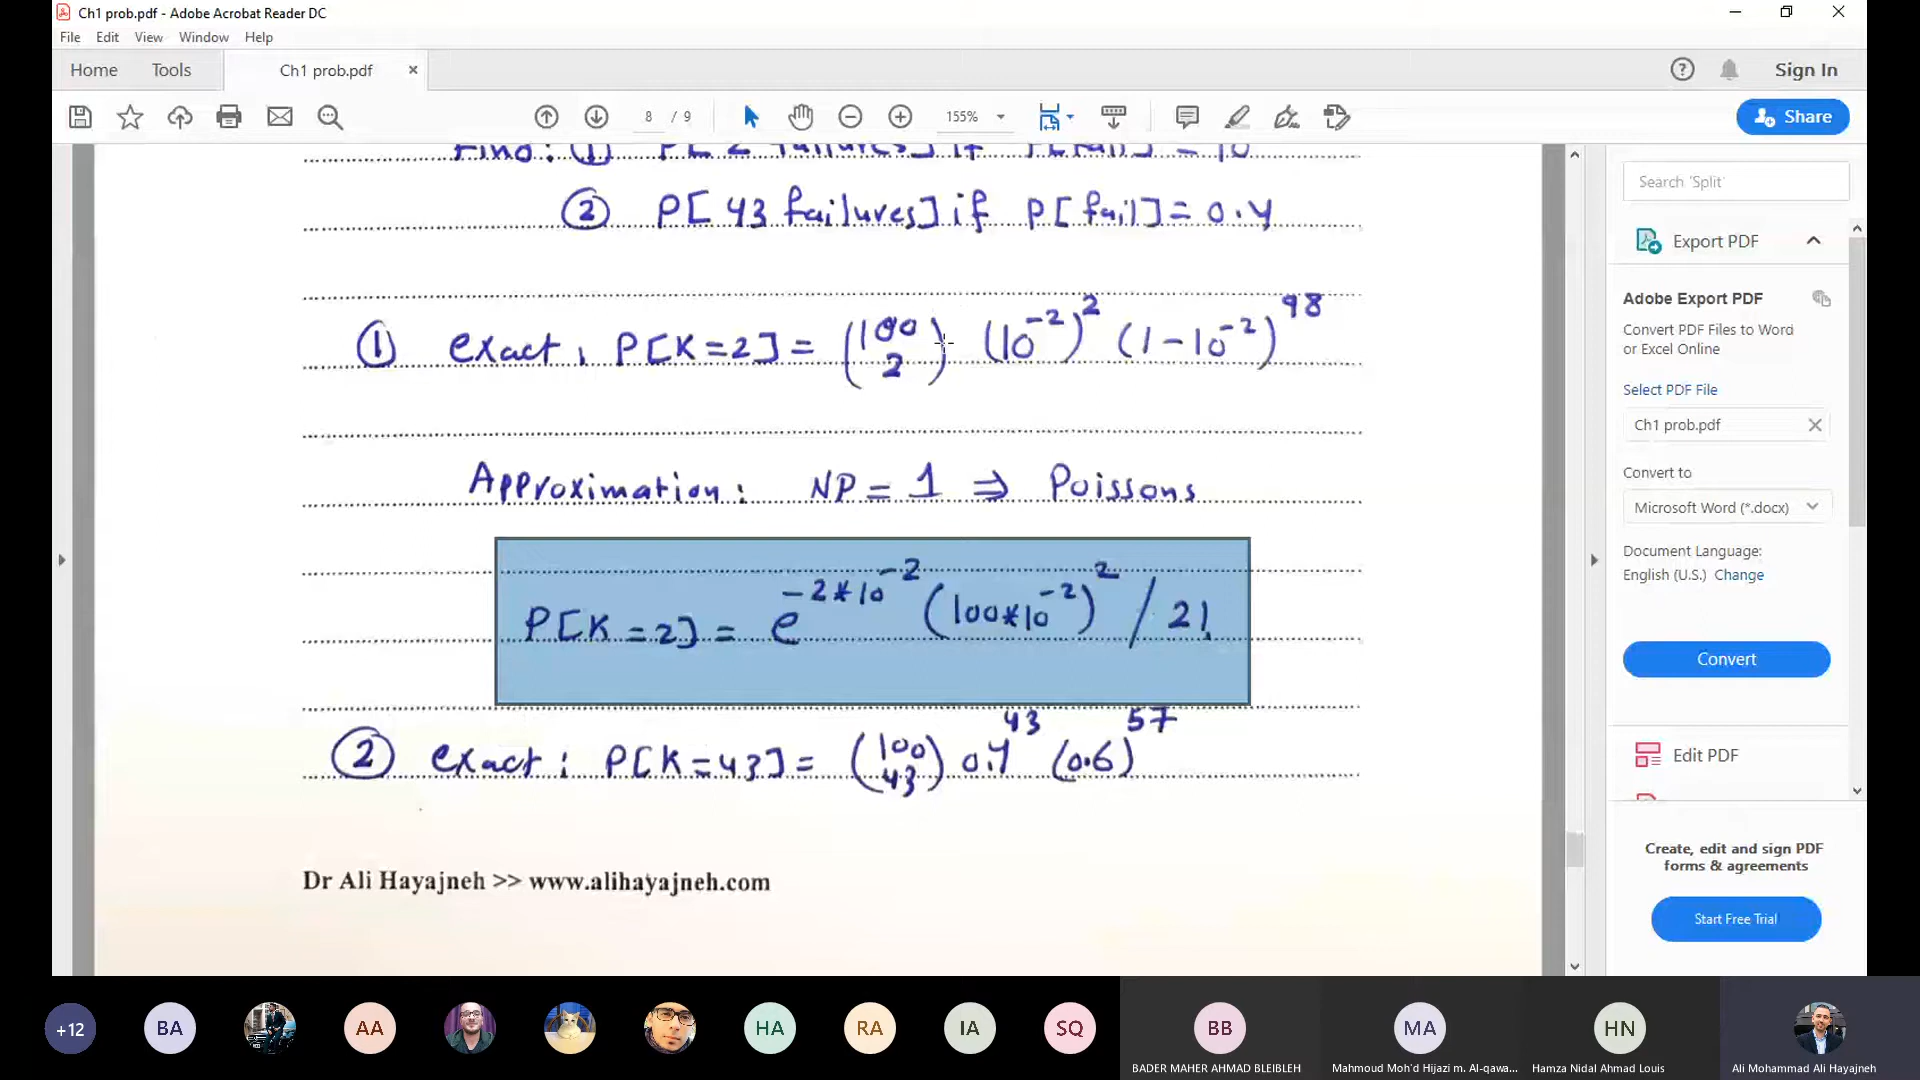 Ch1 prob.pdf - Adobe Acrobat Reader DC
File Edit View Window Help
Home Tools Ch1 prob.pdf × Sign In
8 / 9 155% Share
Find: ① P[2 failures] if P[fail] = 10
② P[43 failures] if P[fail] = 0.4
① exact: P[K=2] = (100 2) (10^-2)^2 (1-10^-2)^98
Approximation: NP = 1 ⇒ Poissons
P[K=2] = e^-2*10^-2 (100*10^-2)^2 / 2!
② exact: P[K=43] = (100 43) 0.4^43 (0.6)^57
Dr Ali Hayajneh >> www.alihayajneh.com
Search 'Split'
Export PDF
Adobe Export PDF
Convert PDF Files to Word
or Excel Online
Select PDF File
Ch1 prob.pdf
Convert to
Microsoft Word (*.docx)
Document Language:
English (U.S.) Change
Convert
Edit PDF
Create, edit and sign PDF
forms & agreements
Start Free Trial
+12 BA AA HA RA IA SQ BB MA HN
BADER MAHER AHMAD BLEIBLEH Mahmoud Moh'd Hijazi m. Al-qawa... Hamza Nidal Ahmad Louis Ali Mohammad Ali Hayajneh